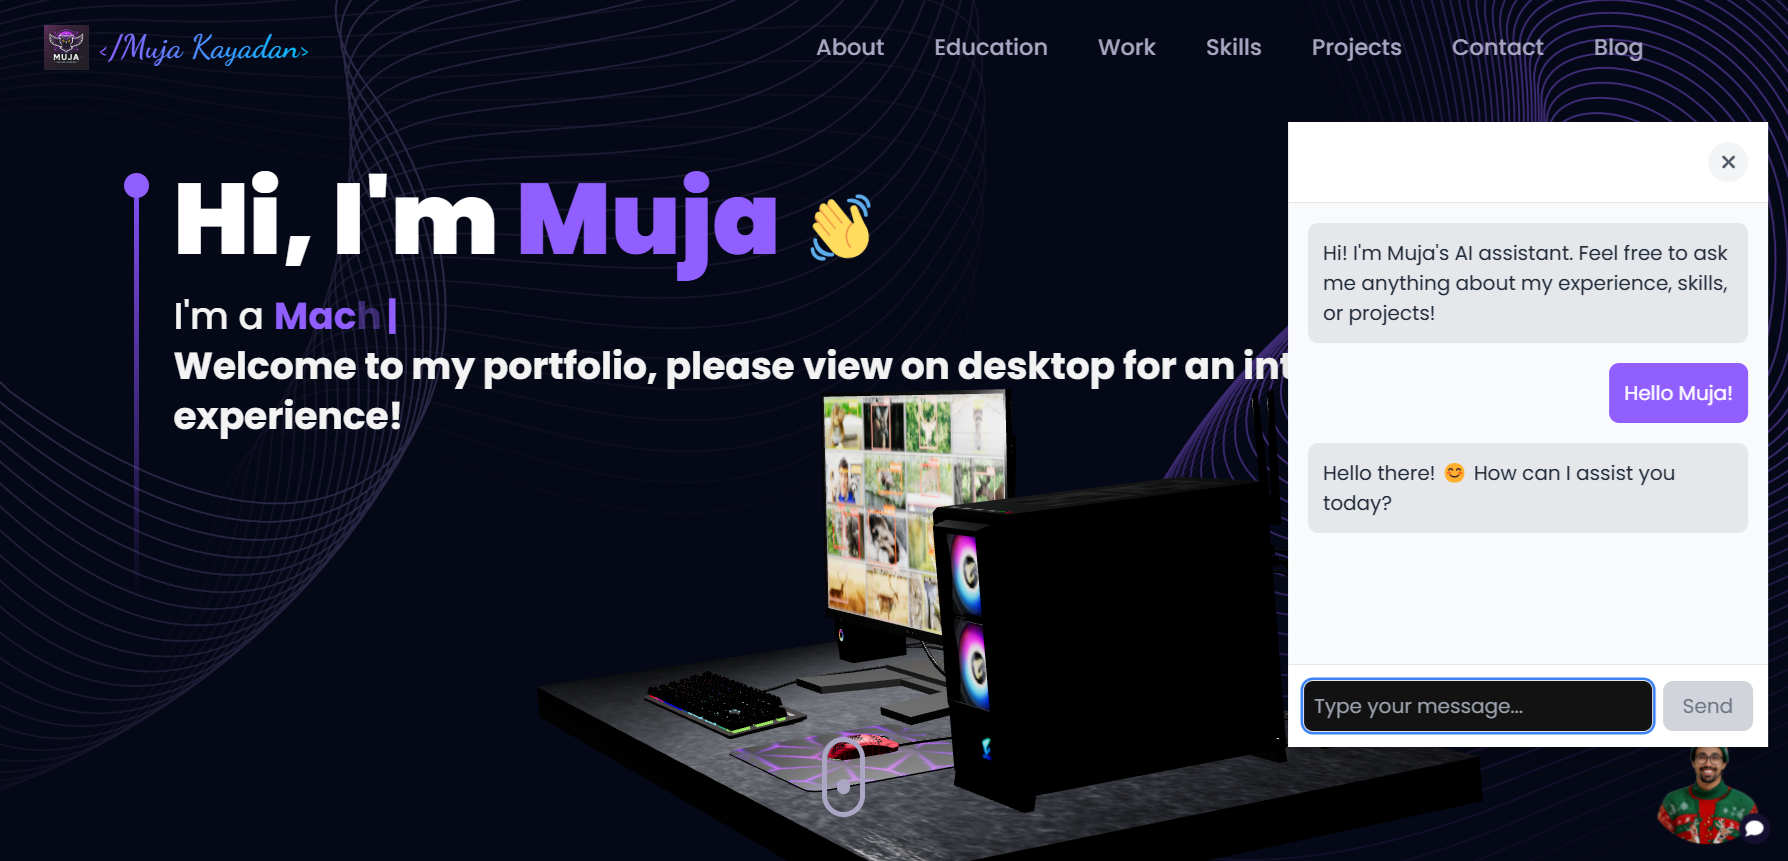 MUJA
</Muja Kayadan>
About Education Work Skills Projects Contact Blog
Hi, I'm Muja 👋
I'm a Mach|
Welcome to my portfolio, please view on desktop for an int
experience!
Hi! I'm Muja's AI assistant. Feel free to ask
me anything about my experience, skills,
or projects!
Hello Muja!
Hello there! 😊 How can I assist you
today?
Type your message...
Send